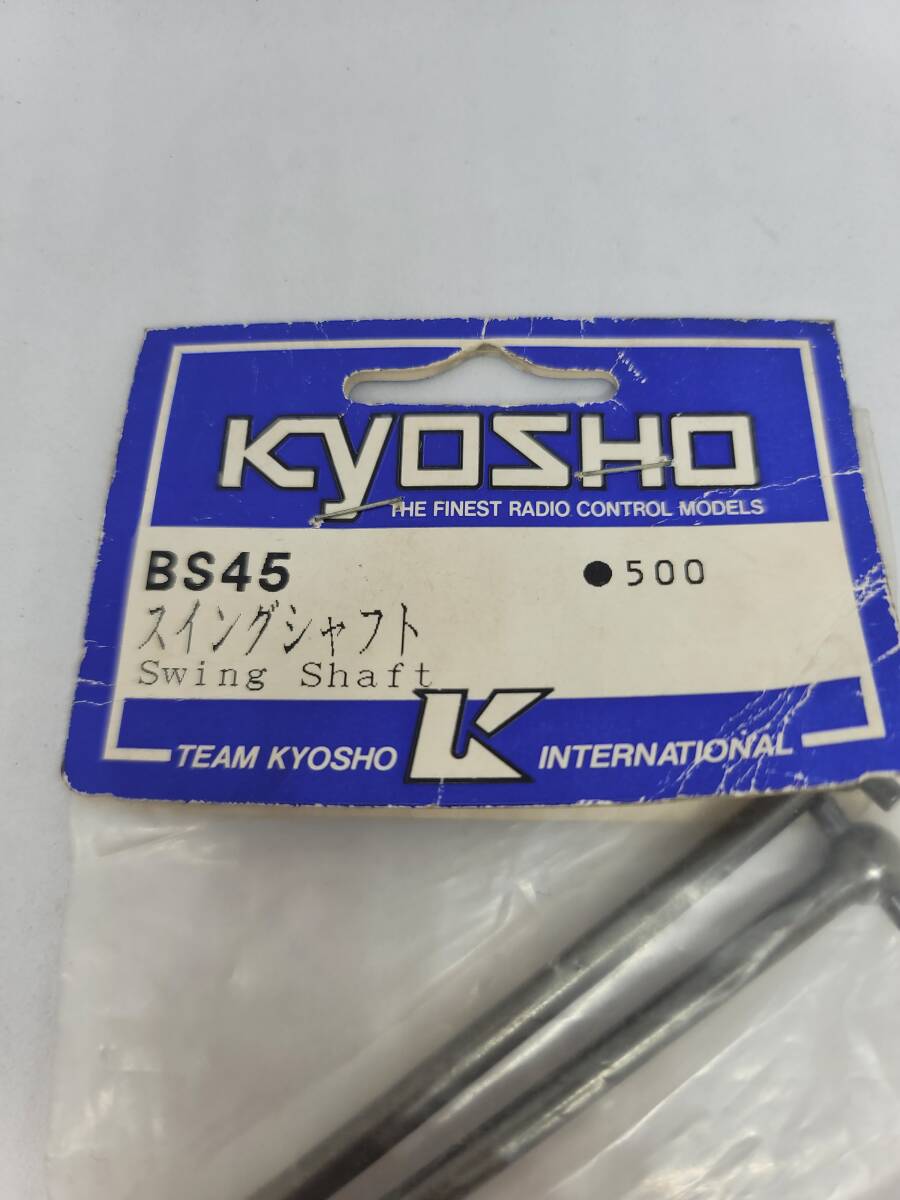 KYOSHO
THE FINEST RADIO CONTROL MODELS
BS45 ●500
スイングシャフト
Swing Shaft
TEAM KYOSHO K INTERNATIONAL